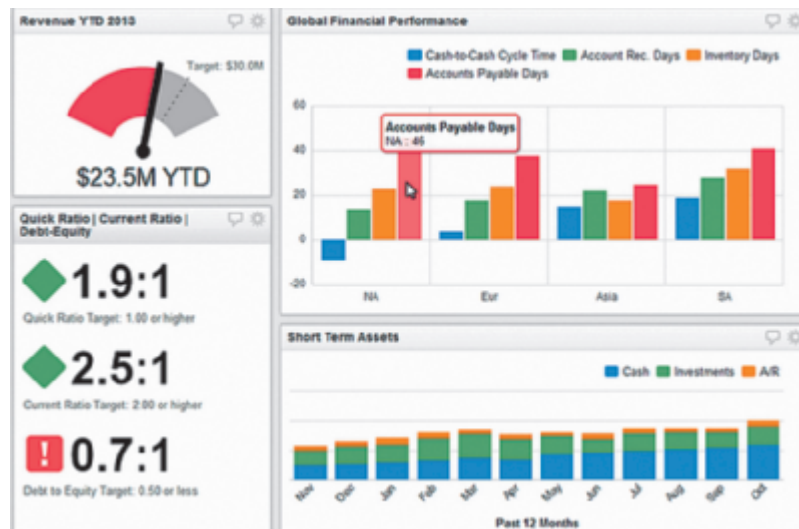 Revenue YTD 2013
Target: $30.0M
$23.5M YTD
Quick Ratio | Current Ratio |
Debt-Equity
1.9:1
Quick Ratio Target: 1.00 or higher
2.5:1
Current Ratio Target: 2.00 or higher
! 0.7:1
Debt to Equity Target: 0.50 or less
Global Financial Performance
Cash-to-Cash Cycle Time Account Rec. Days Inventory Days
Accounts Payable Days
60
40
20
0
-20
Accounts Payable Days
NA : 46
NA Eur Asia SA
Short Term Assets
Cash Investments A/R
Nov Dec Jan Feb Mar Apr May Jun Jul Aug Sep Oct
Past 12 Months